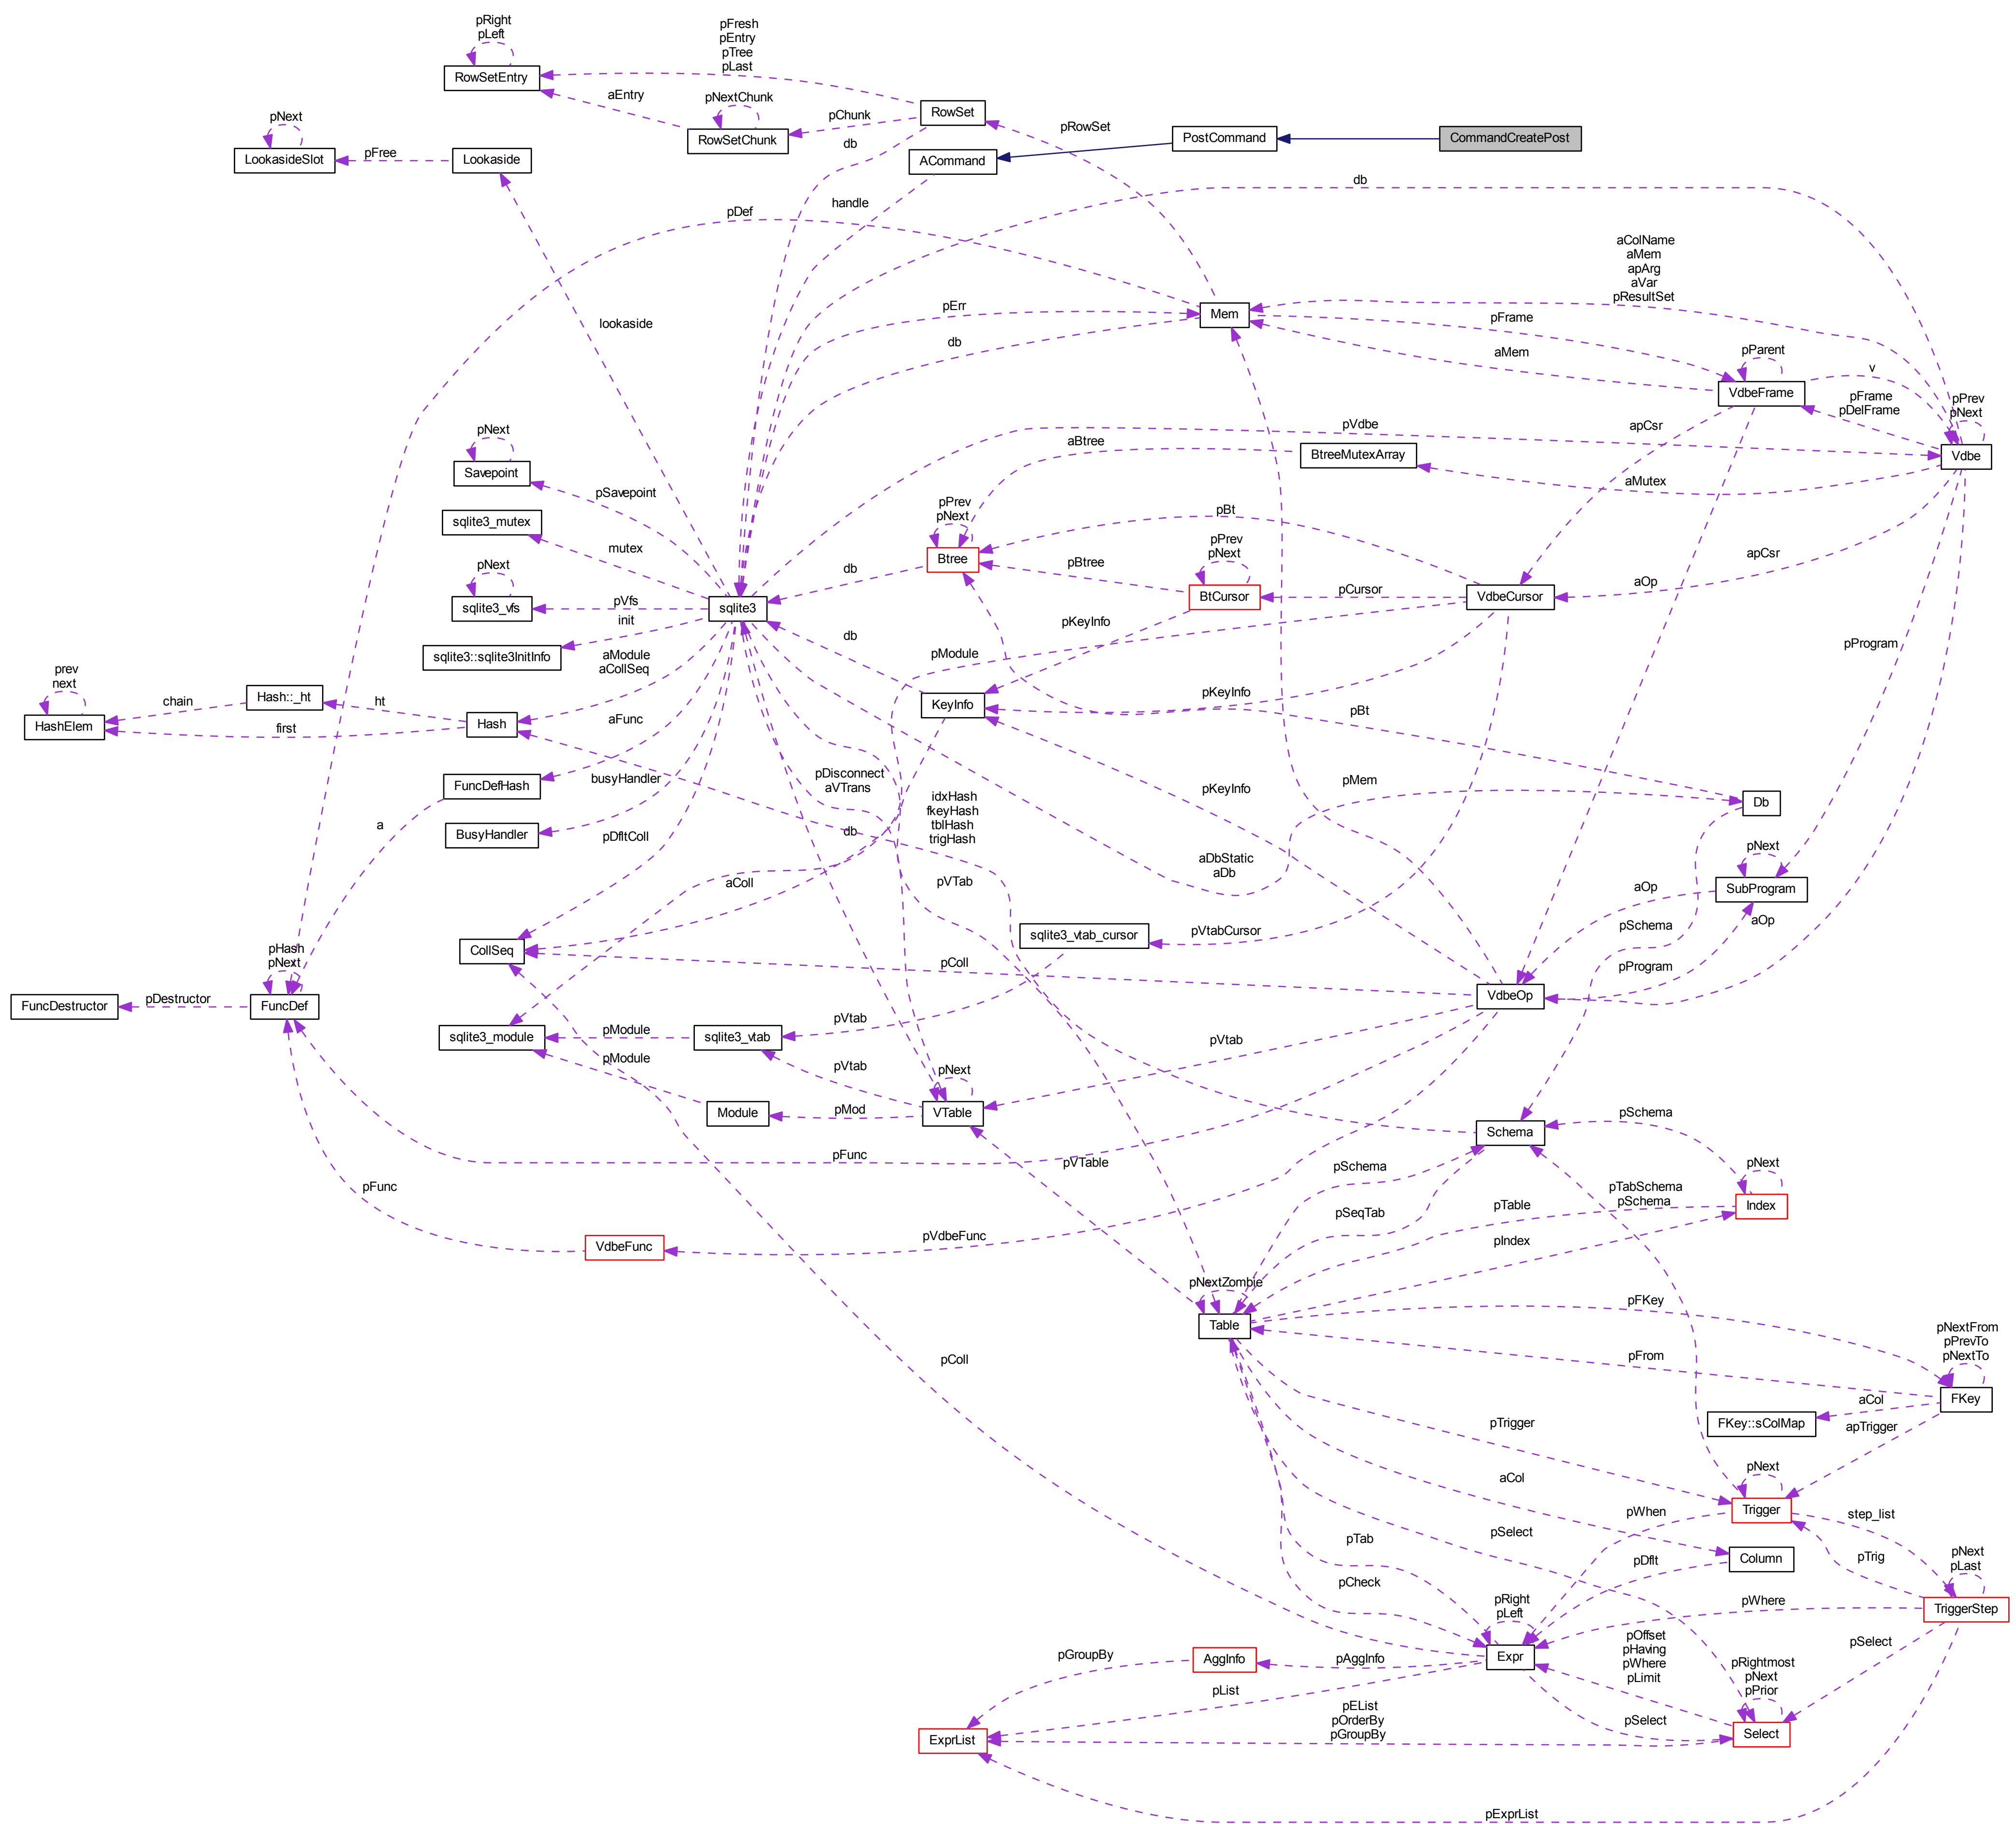 pRight
pLeft
pFresh
pEntry
pTree
pLast
RowSetEntry
aEntry
pNextChunk
RowSet
pChunk
RowSetChunk
pRowSet
PostCommand
CommandCreatePost
pNext
LookasideSlot
pFree
Lookaside
db
ACommand
db
handle
pDef
aColName
aMem
apArg
aVar
pResultSet
lookaside
pErr
Mem
pFrame
db
aMem
pParent
VdbeFrame
v
pFrame
pDelFrame
pPrev
pNext
Vdbe
pVdbe
apCsr
aBtree
BtreeMutexArray
aMutex
pNext
Savepoint
pSavepoint
sqlite3_mutex
mutex
pPrev
pNext
Btree
pBt
pPrev
pNext
pBtree
BtCursor
pCursor
VdbeCursor
apCsr
aOp
pNext
sqlite3_vfs
pVfs
sqlite3
db
init
sqlite3::sqlite3InitInfo
pKeyInfo
pModule
db
aModule
aCollSeq
pProgram
prev
next
HashElem
chain
Hash::_ht
ht
first
Hash
KeyInfo
pKeyInfo
pBt
aFunc
FuncDefHash
busyHandler
pDisconnect
aVTrans
pKeyInfo
pMem
Db
a
BusyHandler
pDfltColl
db
idxHash
fkeyHash
tblHash
trigHash
aColl
pVTab
aDbStatic
aDb
pNext
SubProgram
aOp
pSchema
aOp
CollSeq
sqlite3_vtab_cursor
pVtabCursor
pColl
pProgram
VdbeOp
pHash
pNext
FuncDef
pDestructor
FuncDestructor
sqlite3_module
pModule
sqlite3_vtab
pVtab
pModule
pVtab
pVtab
pNext
Module
pMod
VTable
Schema
pSchema
pNext
Index
pFunc
pFunc
pVTable
pSchema
pSeqTab
pTable
pTabSchema
pSchema
pIndex
VdbeFunc
pVdbeFunc
pNextZombie
Table
pFKey
pFrom
pNextFrom
pPrevTo
pNextTo
FKey
aCol
FKey::sColMap
apTrigger
pColl
pTrigger
aCol
pNext
Trigger
pWhen
step_list
pTab
pSelect
pDflt
Column
pTrig
pNext
pLast
TriggerStep
pCheck
pRight
pLeft
Expr
pWhere
pSelect
pGroupBy
AggInfo
pAggInfo
pOffset
pHaving
pWhere
pLimit
pRightmost
pNext
pPrior
Select
pList
pSelect
ExprList
pEList
pOrderBy
pGroupBy
pExprList